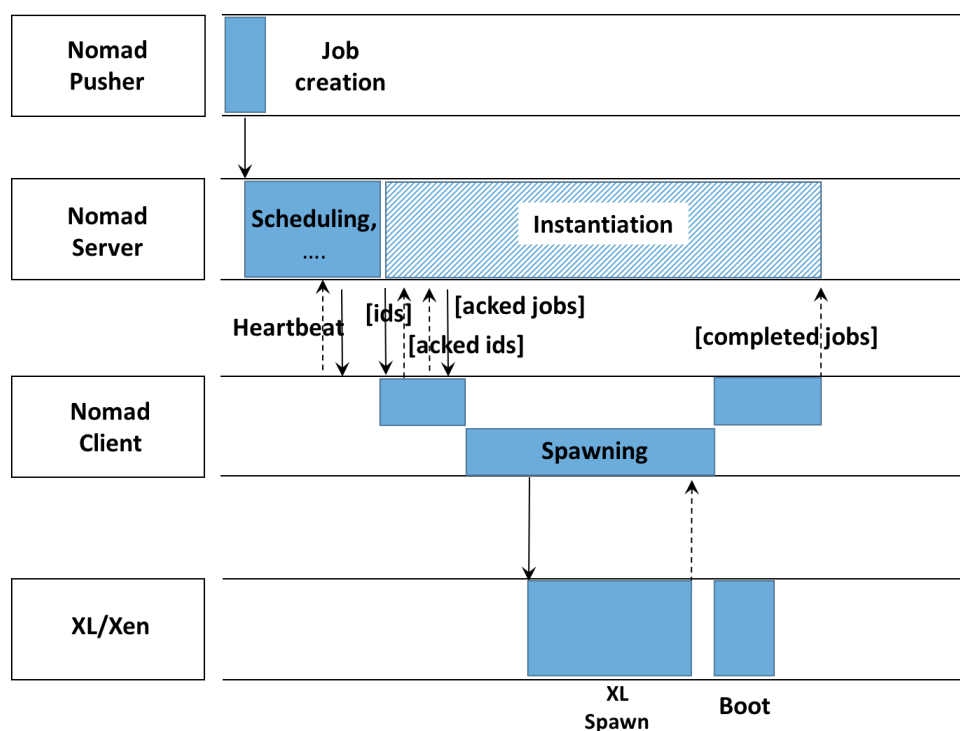 Nomad
Pusher
Job
creation
Nomad
Server
Scheduling,
....
Instantiation
Heartbeat
[ids]
[acked ids]
[acked jobs]
[completed jobs]
Nomad
Client
Spawning
XL/Xen
XL
Spawn
Boot